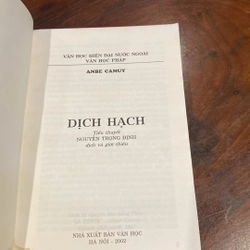 VĂN HỌC HIỆN ĐẠI NƯỚC NGOÀI
VĂN HỌC PHÁP
ANBE CAMUY
DỊCH HẠCH
Tiểu thuyết
NGUYỄN TRỌNG ĐỊNH
dịch và giới thiệu
NHÀ XUẤT BẢN VĂN HỌC
HÀ NỘI - 2002